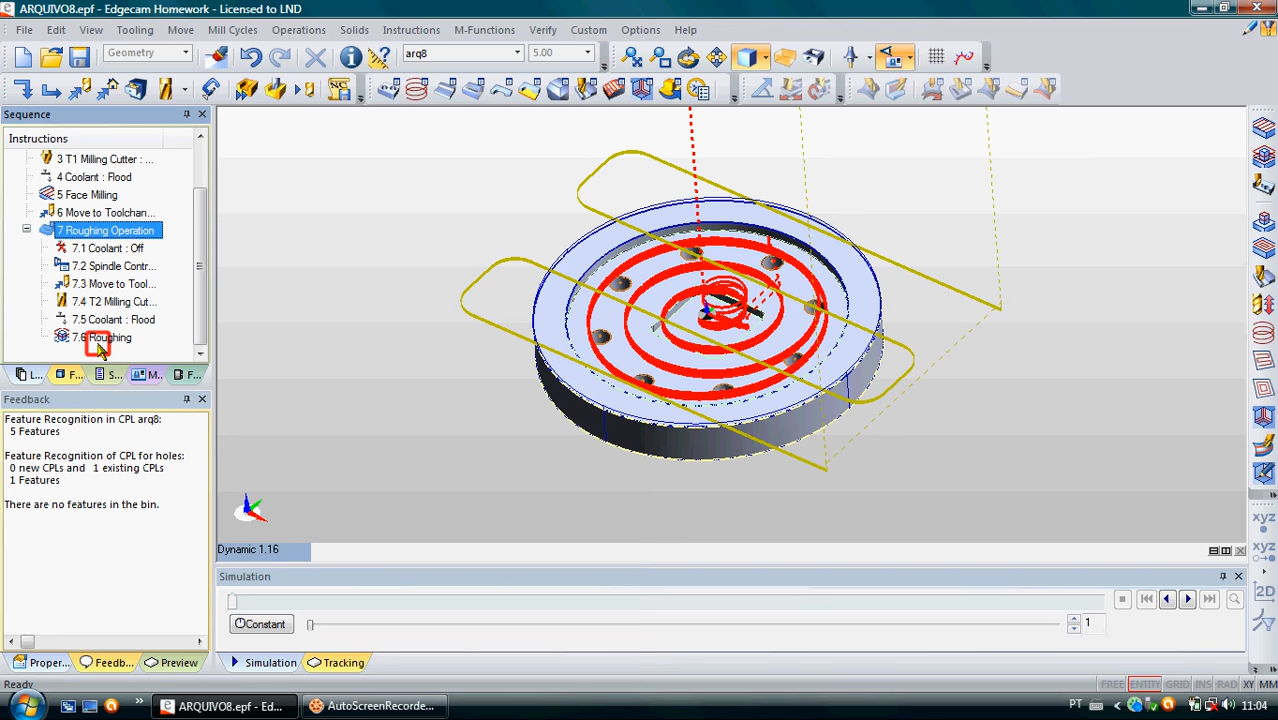 ARQUIVO8.epf - Edgecam Homework - Licensed to LND
File Edit View Tooling Move Mill Cycles Operations Solids Instructions M-Functions Verify Custom Options Help
Geometry
arq8
5.00
Sequence
Instructions
3 T1 Milling Cutter : ...
4 Coolant : Flood
5 Face Milling
6 Move to Toolchan...
7 Roughing Operation
7.1 Coolant : Off
7.2 Spindle Contr...
7.3 Move to Tool...
7.4 T2 Milling Cut...
7.5 Coolant : Flood
7.6 Roughing
L... F... S... M... F...
Feedback
Feature Recognition in CPL arq8:
5 Features
Feature Recognition of CPL for holes:
0 new CPLs and 1 existing CPLs
1 Features
There are no features in the bin.
Proper... Feedb... Preview
Dynamic 1.16
Simulation
Constant
1
Simulation Tracking
xyz
xyz
2D
Ready
FREE ENTITY GRID INS RAD XY MM
ARQUIVO8.epf - Ed...
AutoScreenRecorde...
PT
11:04